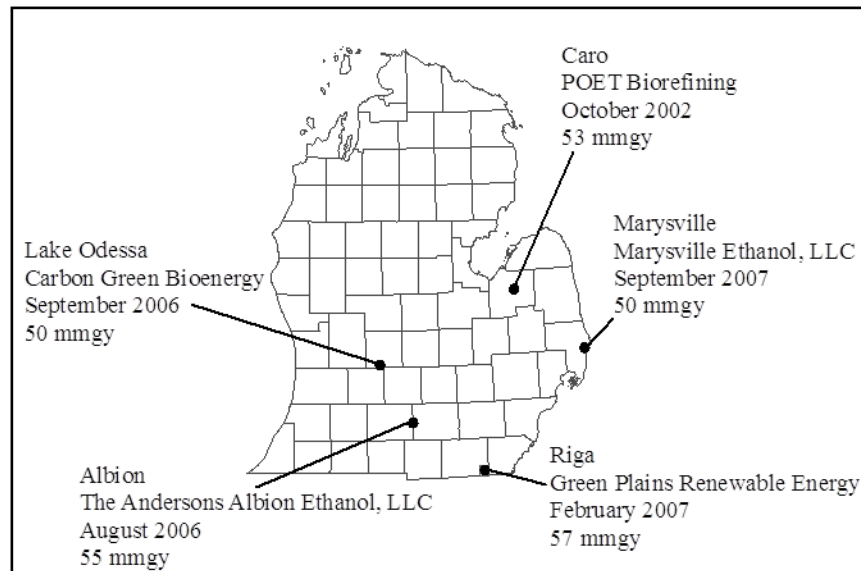 Caro
POET Biorefining
October 2002
53 mmgy
Marysville
Marysville Ethanol, LLC
September 2007
50 mmgy
Lake Odessa
Carbon Green Bioenergy
September 2006
50 mmgy
Albion
The Andersons Albion Ethanol, LLC
August 2006
55 mmgy
Riga
Green Plains Renewable Energy
February 2007
57 mmgy